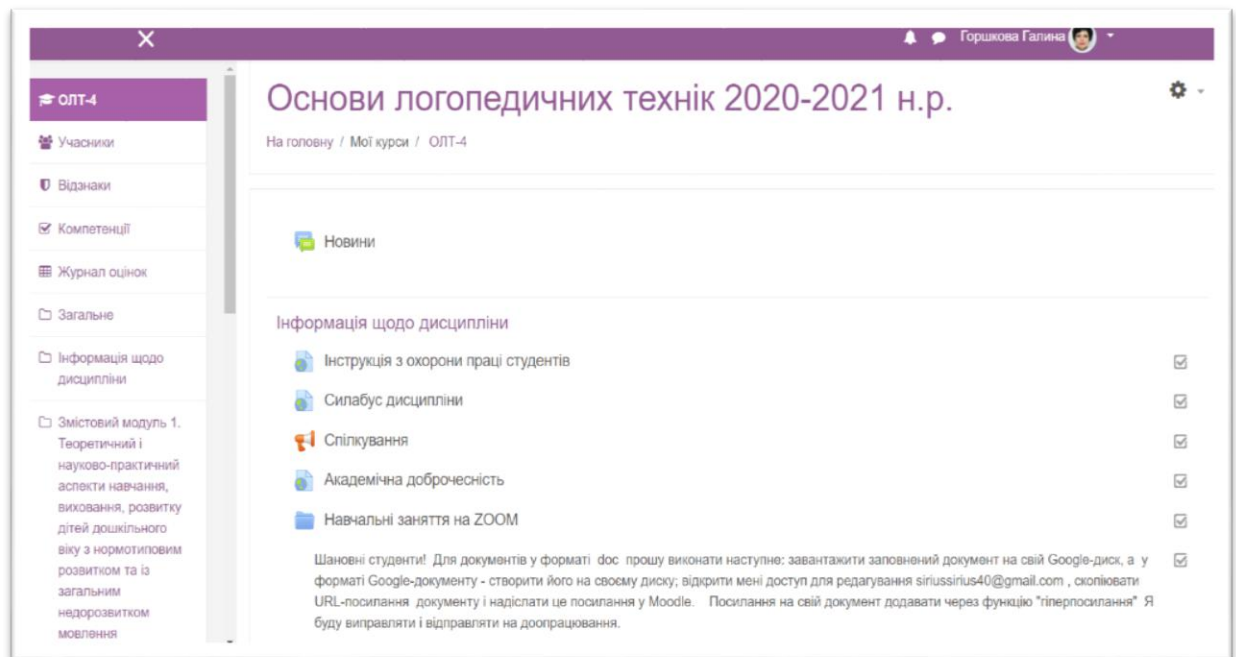 Горшкова Галина
ОЛТ-4
Учасники
Відзнаки
Компетенції
Журнал оцінок
Загальне
Інформація щодо
дисципліни
Змістовий модуль 1.
Теоретичний і
науково-практичний
аспекти навчання,
виховання, розвитку
дітей дошкільного
віку з нормотиповим
розвитком та із
загальним
недорозвитком
мовлення
Основи логопедичних технік 2020-2021 н.р.
На головну / Мої курси / ОЛТ-4
Новини
Інформація щодо дисципліни
Інструкція з охорони праці студентів
Силабус дисципліни
Спілкування
Академічна доброчесність
Навчальні заняття на ZOOM
Шановні студенти! Для документів у форматі doc прошу виконати наступне: завантажити заповнений документ на свій Google-диск, а у
форматі Google-документу - створити його на своєму диску; відкрити мені доступ для редагування siriussirius40@gmail.com , скопіювати
URL-посилання документу і надіслати це посилання у Moodle. Посилання на свій документ додавати через функцію "гіперпосилання" Я
буду виправляти і відправляти на доопрацювання.